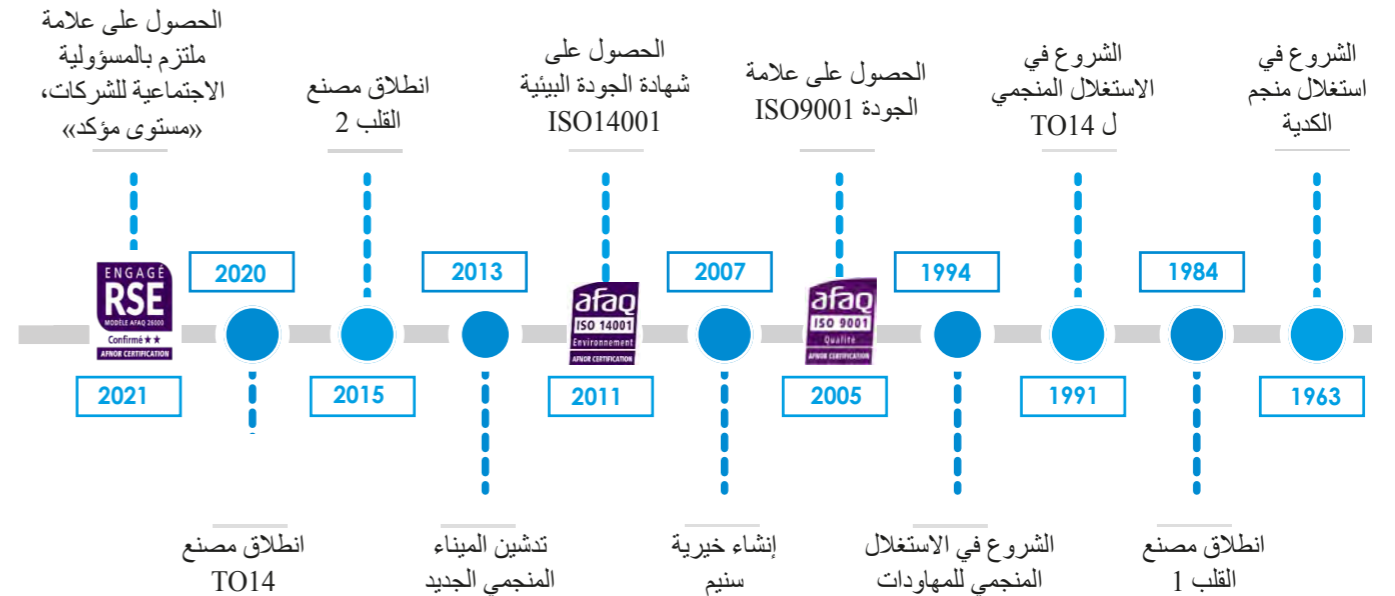 الشروع في
استغلال منجم
الكدية
1963
1984
انطلاق مصنع
القلب 1
الشروع في
الاستغلال المنجمي
ل TO14
1991
1994
الشروع في الاستغلال
المنجمي للمهاودات
الحصول على علامة
الجودة ISO9001
afaq
ISO 9001
Qualité
AFNOR CERTIFICATION
2005
2007
إنشاء خيرية
سنيم
الحصول على
شهادة الجودة البيئية
ISO14001
afaq
ISO 14001
Environnement
AFNOR CERTIFICATION
2011
2013
تدشين الميناء
المنجمي الجديد
انطلاق مصنع
القلب 2
2015
2020
انطلاق مصنع
TO14
الحصول على علامة
ملتزم بالمسؤولية
الاجتماعية للشركات،
«مستوى مؤكد»
ENGAGÉ
RSE
MODÈLE AFAQ 26000
Confirmé ★★
AFNOR CERTIFICATION
2021